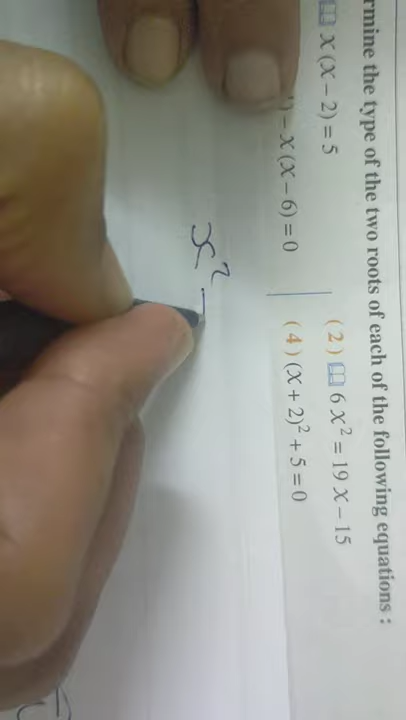 rmine the type of the two roots of each of the following equations :
x (x – 2) = 5
( 2 ) 6 x² = 19 x – 15
– x (x – 6) = 0
( 4 ) (x + 2)² + 5 = 0
x² –